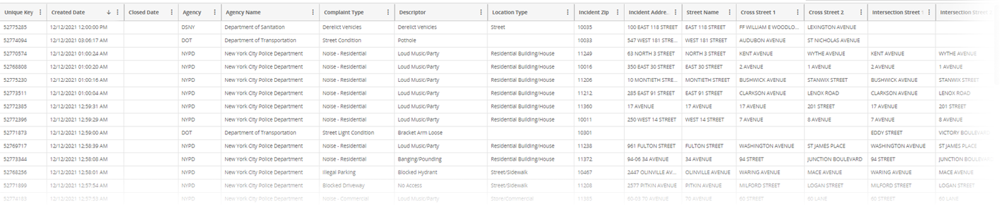 Unique Key Created Date Closed Date Agency Agency Name Complaint Type Descriptor Location Type Incident Zip Incident Addre.. Street Name Cross Street 1 Cross Street 2 Intersection Street 1 Intersection Street 2
52775285 12/12/2021 12:00:00 PM DSNY Department of Sanitation Derelict Vehicles Derelict Vehicles Street 10035 100 EAST 118 STREET EAST 118 STREET FF WILLIAM E WOODLO... LEXINGTON AVENUE
52774094 12/12/2021 03:06:17 AM DOT Department of Transportation Street Condition Pothole 10033 547 WEST 181 STRE... WEST 181 STREET AUDUBON AVENUE ST NICHOLAS AVENUE
52770574 12/12/2021 01:00:24 AM NYPD New York City Police Department Noise - Residential Loud Music/Party Residential Building/House 11249 63 NORTH 3 STREET NORTH 3 STREET KENT AVENUE WYTHE AVENUE KENT AVENUE WYTHE AVENUE
52768808 12/12/2021 01:00:20 AM NYPD New York City Police Department Noise - Residential Loud Music/Party Residential Building/House 10016 350 EAST 30 STREET EAST 30 STREET 2 AVENUE 1 AVENUE 2 AVENUE 1 AVENUE
52775230 12/12/2021 01:00:16 AM NYPD New York City Police Department Noise - Residential Loud Music/Party Residential Building/House 11206 10 MONTIETH STRE... MONTIETH STREET BUSHWICK AVENUE STANWIX STREET BUSHWICK AVENUE STANWIX STREET
52773511 12/12/2021 01:00:04 AM NYPD New York City Police Department Noise - Residential Loud Music/Party Residential Building/House 11212 285 EAST 91 STREET EAST 91 STREET CLARKSON AVENUE LENOX ROAD CLARKSON AVENUE LENOX ROAD
52772385 12/12/2021 12:59:31 AM NYPD New York City Police Department Noise - Residential Loud Music/Party Residential Building/House 11360 17 AVENUE 17 AVENUE 17 AVENUE 201 STREET 17 AVENUE 201 STREET
52772396 12/12/2021 12:59:29 AM NYPD New York City Police Department Noise - Residential Loud Music/Party Residential Building/House 10011 250 WEST 14 STREET WEST 14 STREET 7 AVENUE 8 AVENUE 7 AVENUE 8 AVENUE
52771873 12/12/2021 12:59:00 AM DOT Department of Transportation Street Light Condition Bracket Arm Loose 10301 EDDY STREET VICTORY BOULEVARD
52769717 12/12/2021 12:58:39 AM NYPD New York City Police Department Noise - Residential Loud Music/Party Residential Building/House 11238 961 FULTON STREET FULTON STREET WASHINGTON AVENUE ST JAMES PLACE WASHINGTON AVENUE ST JAMES PLACE
52773344 12/12/2021 12:58:08 AM NYPD New York City Police Department Noise - Residential Banging/Pounding Residential Building/House 11372 94-06 34 AVENUE 34 AVENUE 94 STREET JUNCTION BOULEVARD 94 STREET JUNCTION BOULEVARD
52768256 12/12/2021 12:58:01 AM NYPD New York City Police Department Illegal Parking Blocked Hydrant Street/Sidewalk 10467 2447 OLINVILLE AV... OLINVILLE AVENUE WARING AVENUE MACE AVENUE WARING AVENUE MACE AVENUE
52771899 12/12/2021 12:57:54 AM NYPD New York City Police Department Blocked Driveway No Access Street/Sidewalk 11208 2577 PITKIN AVENUE PITKIN AVENUE MILFORD STREET LOGAN STREET MILFORD STREET LOGAN STREET
52774183 12/12/2021 12:57:53 AM NYPD New York City Police Department Noise - Commercial Loud Music/Party Store/Commercial 11385 60-03 70 AVENUE 70 AVENUE 60 STREET 60 LANE 60 STREET 60 LANE